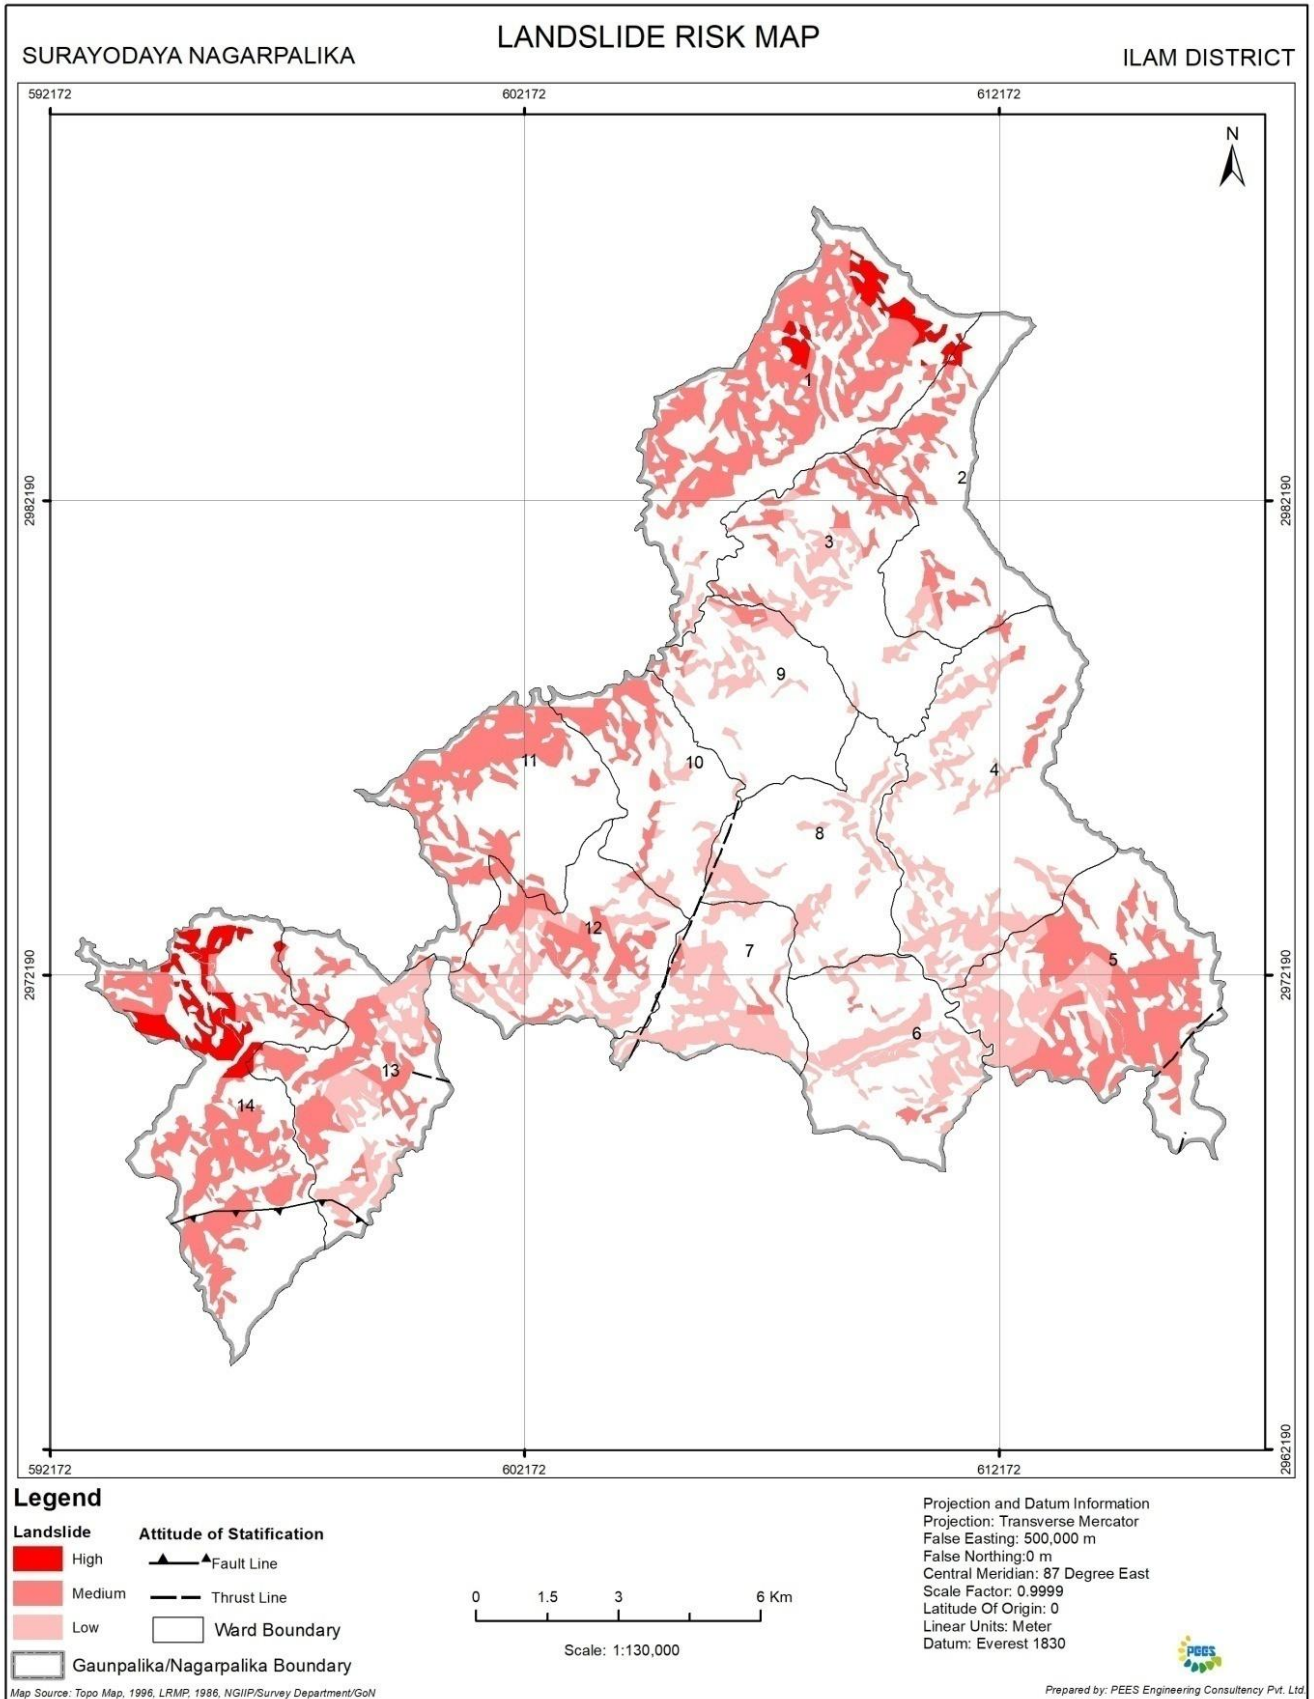 LANDSLIDE RISK MAP
SURAYODAYA NAGARPALIKA
ILAM DISTRICT
592172
602172
612172
N
1
2
2982190
2982190
3
9
11
10
4
8
12
7
5
2972190
2972190
6
13
14
2962190
592172
602172
612172
Legend
Landslide
High
Medium
Low
Attitude of Statification
Fault Line
Thrust Line
Ward Boundary
Gaunpalika/Nagarpalika Boundary
0 1.5 3 6 Km
Scale: 1:130,000
Projection and Datum Information
Projection: Transverse Mercator
False Easting: 500,000 m
False Northing:0 m
Central Meridian: 87 Degree East
Scale Factor: 0.9999
Latitude Of Origin: 0
Linear Units: Meter
Datum: Everest 1830
PEES
Map Source: Topo Map, 1996, LRMP, 1986, NGIIP/Survey Department/GoN
Prepared by: PEES Engineering Consultency Pvt. Ltd.